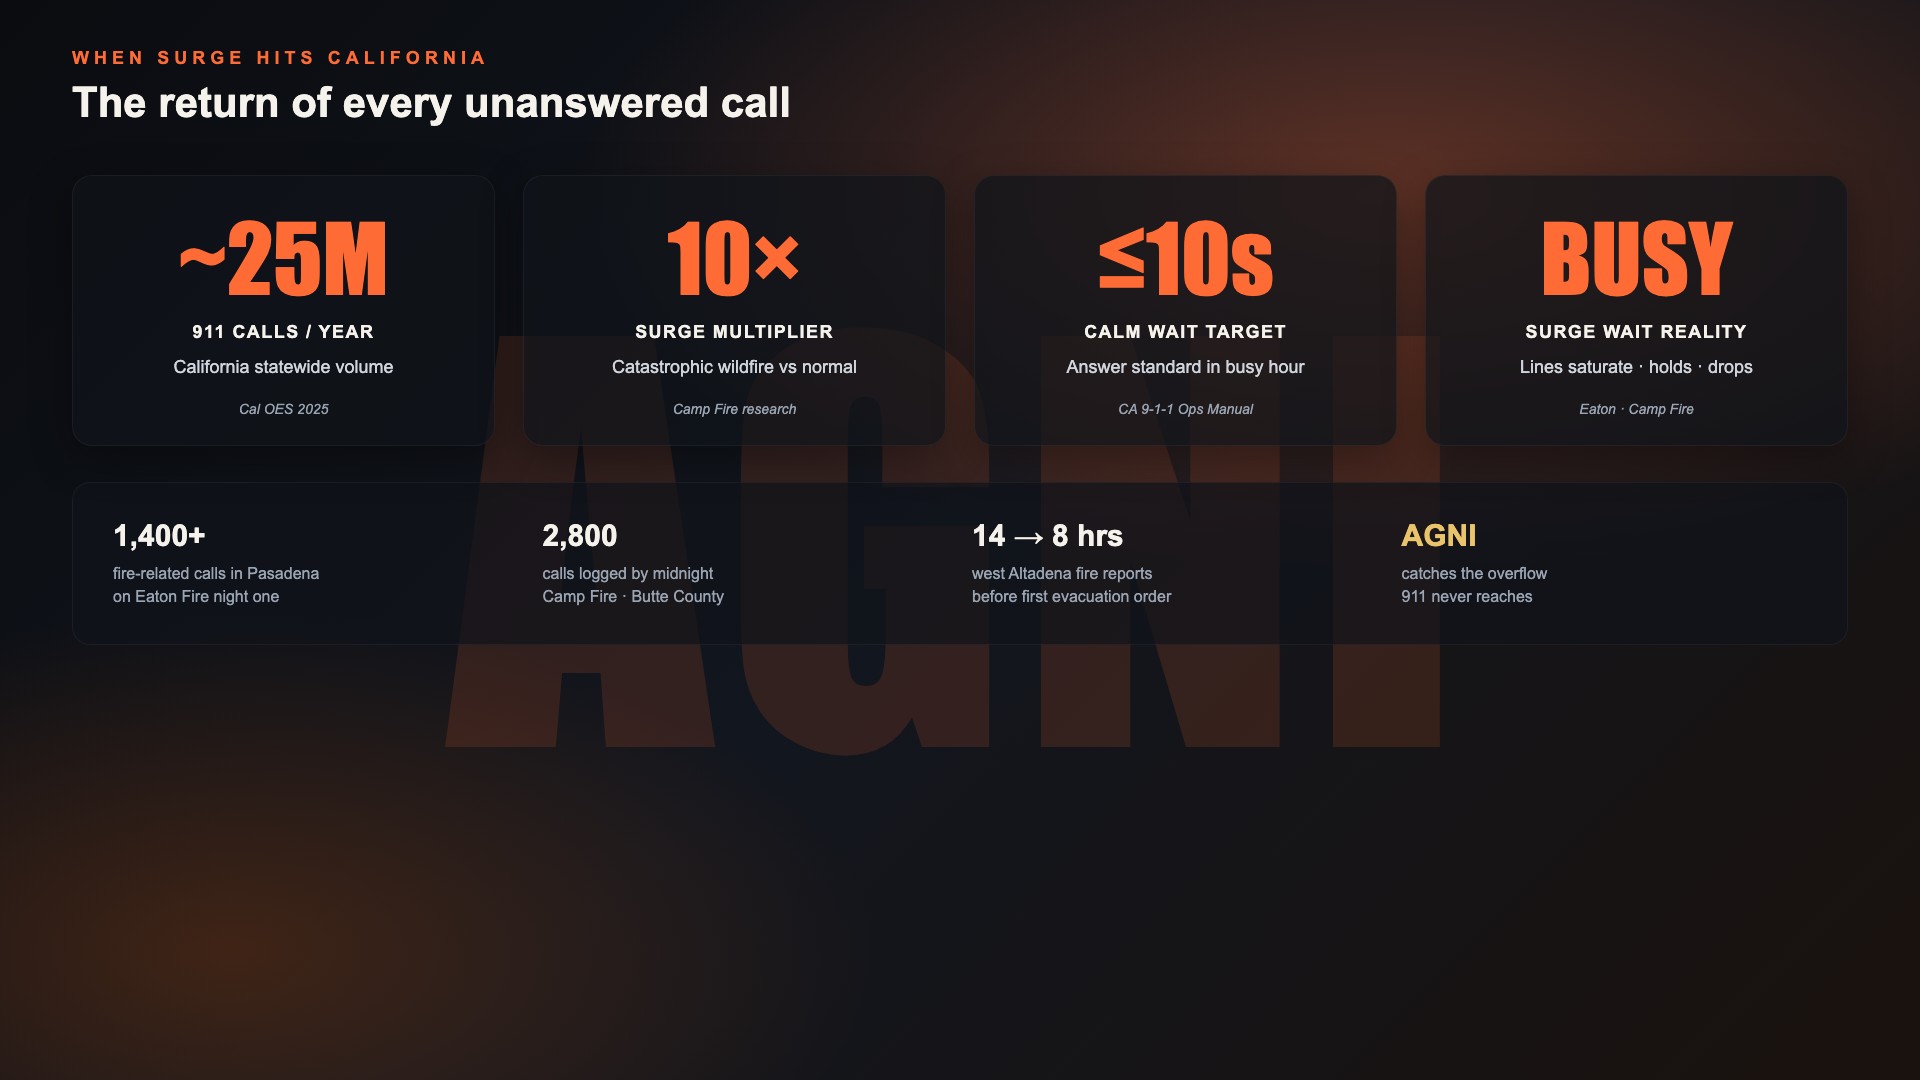 WHEN SURGE HITS CALIFORNIA
The return of every unanswered call
~25M
911 CALLS / YEAR
California statewide volume
Cal OES 2025
10×
SURGE MULTIPLIER
Catastrophic wildfire vs normal
Camp Fire research
≤10s
CALM WAIT TARGET
Answer standard in busy hour
CA 9-1-1 Ops Manual
BUSY
SURGE WAIT REALITY
Lines saturate · holds · drops
Eaton · Camp Fire
1,400+
fire-related calls in Pasadena
on Eaton Fire night one
2,800
calls logged by midnight
Camp Fire · Butte County
14 → 8 hrs
west Altadena fire reports
before first evacuation order
AGNI
catches the overflow
911 never reaches
AGNI